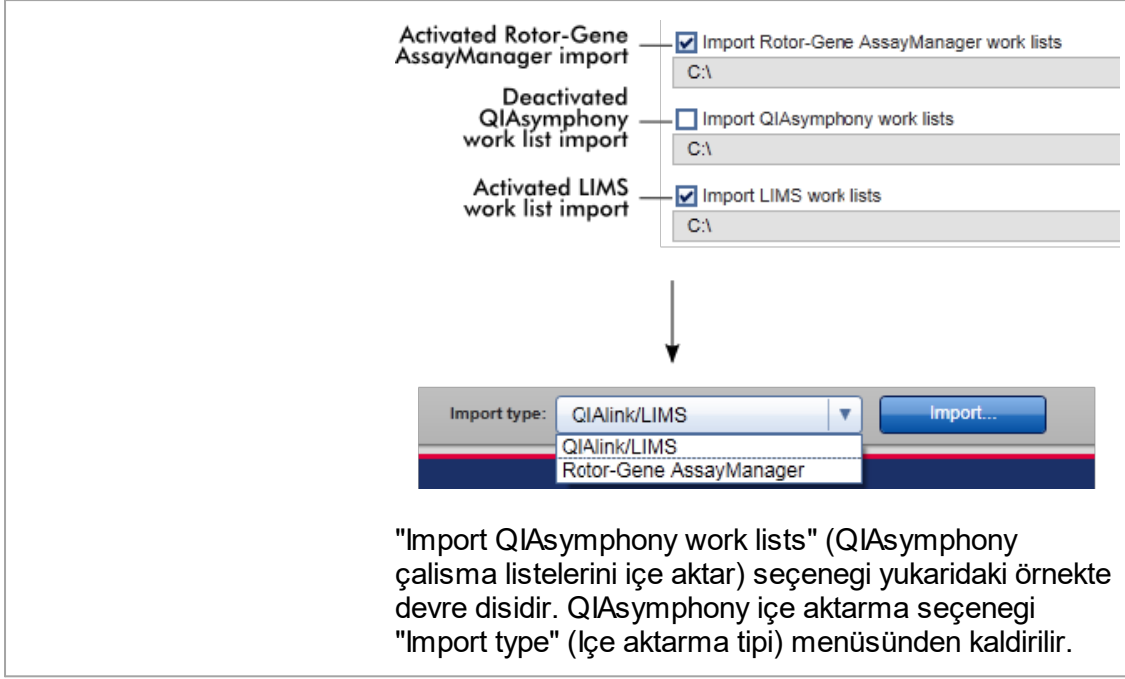 Activated Rotor-Gene
AssayManager import
Import Rotor-Gene AssayManager work lists
C:\
Deactivated
QIAsymphony
work list import
Import QIAsymphony work lists
C:\
Activated LIMS
work list import
Import LIMS work lists
C:\
Import type: QIAlink/LIMS Import...
QIAlink/LIMS
Rotor-Gene AssayManager
"Import QIAsymphony work lists" (QIAsymphony
çalisma listelerini içe aktar) seçenegi yukaridaki örnekte
devre disidir. QIAsymphony içe aktarma seçenegi
"Import type" (Içe aktarma tipi) menüsünden kaldirilir.